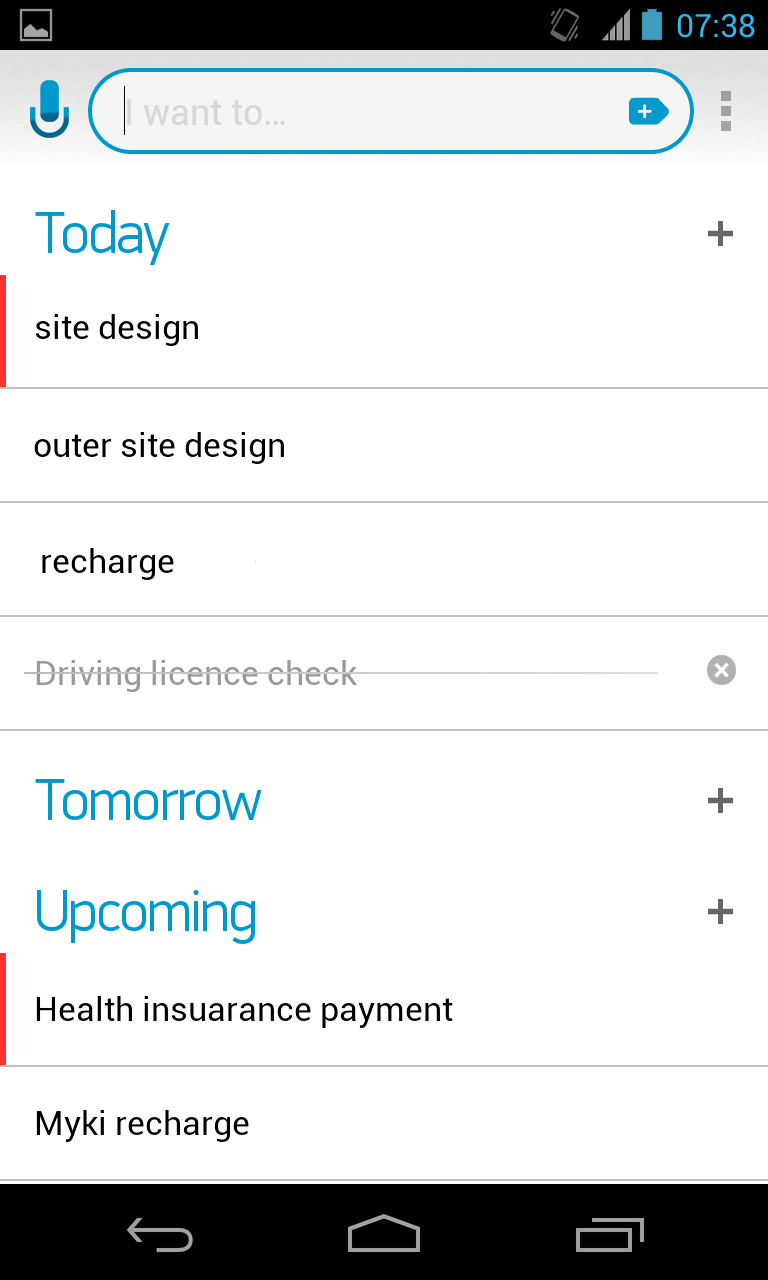 07:38
I want to...
Today
site design
outer site design
recharge
Driving licence check
Tomorrow
Upcoming
Health insuarance payment
Myki recharge